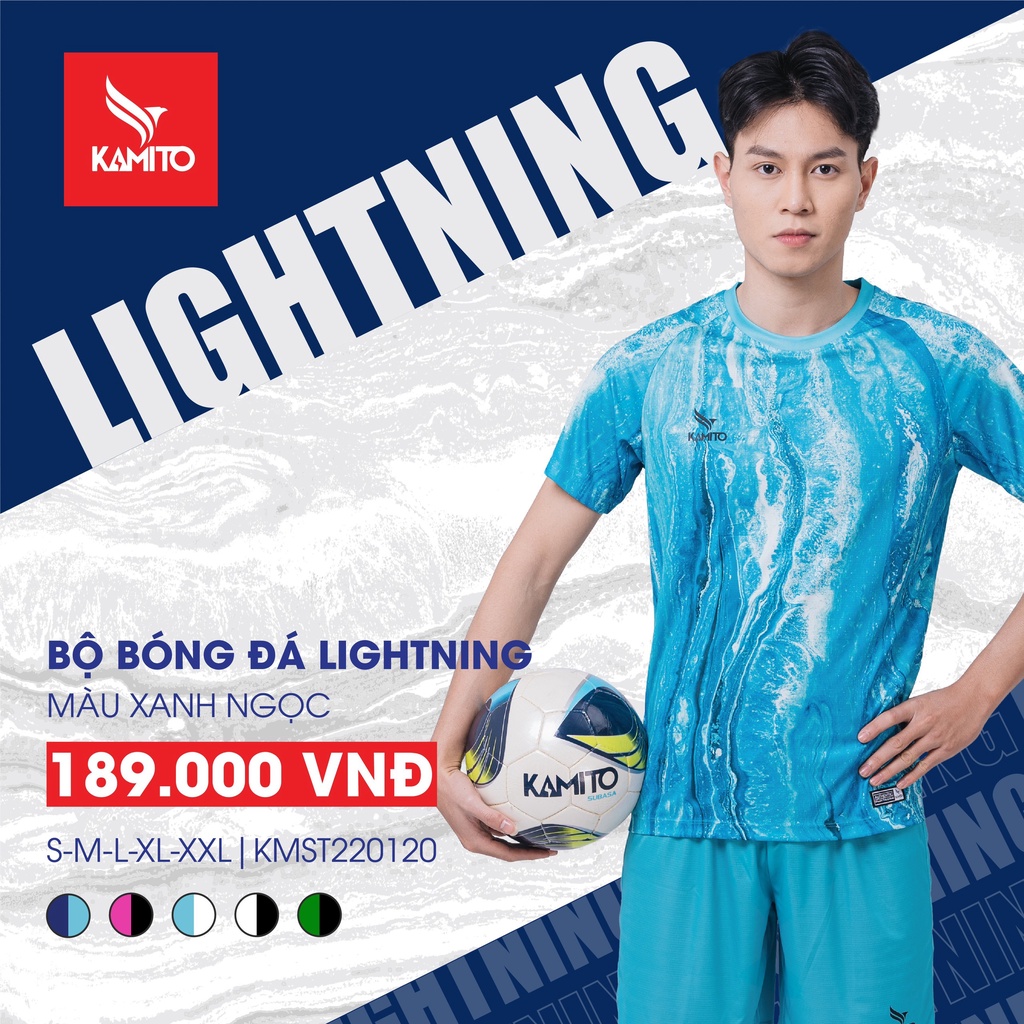 KAMITO
LIGHTNING
KAMITO
BỘ BÓNG ĐÁ LIGHTNING
MÀU XANH NGỌC
189.000 VNĐ
KAMITO
SUBASA
S-M-L-XL-XXL | KMST220120
LIGHTNING